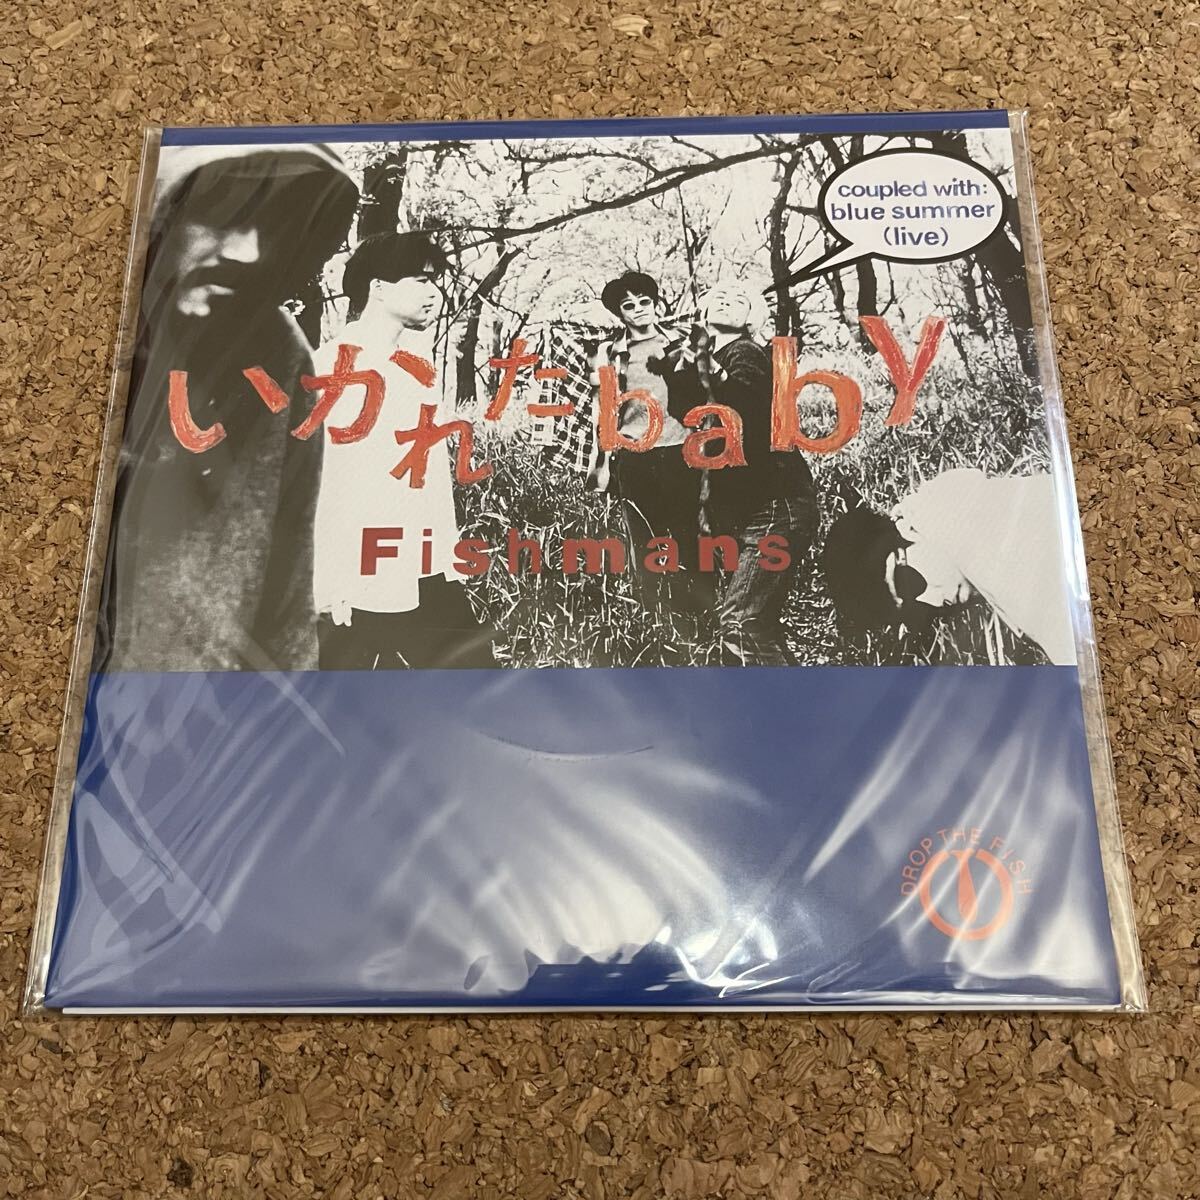 coupled with:
blue summer
(live)
いかれたbaby
Fishmans
DROP THE FISH